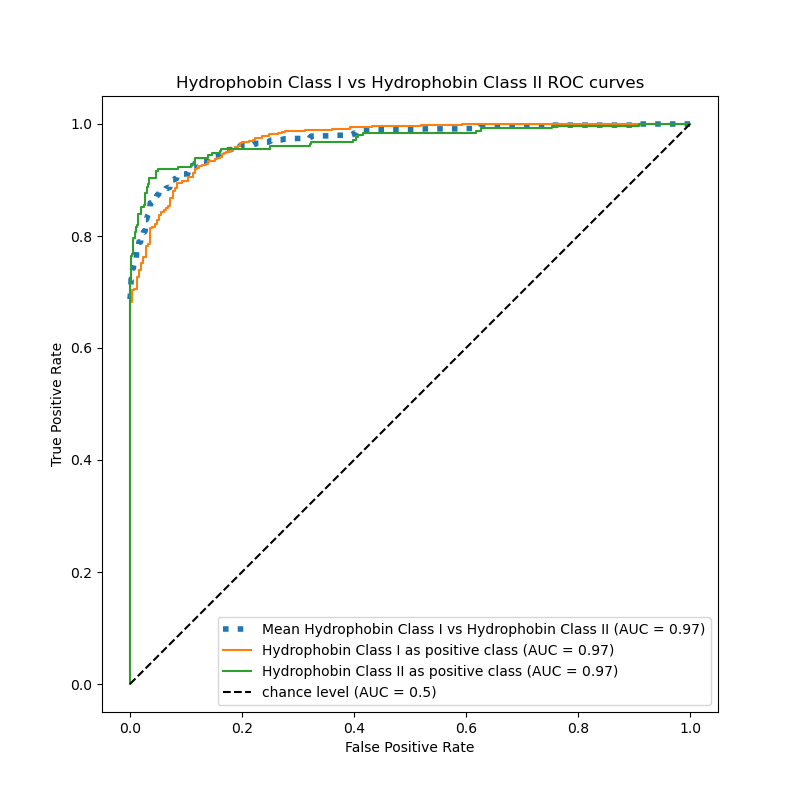 Hydrophobin Class I vs Hydrophobin Class II ROC curves
1.0
0.8
0.6
0.4
0.2
0.0
True Positive Rate
Mean Hydrophobin Class I vs Hydrophobin Class II (AUC = 0.97)
Hydrophobin Class I as positive class (AUC = 0.97)
Hydrophobin Class II as positive class (AUC = 0.97)
chance level (AUC = 0.5)
0.0 0.2 0.4 0.6 0.8 1.0
False Positive Rate